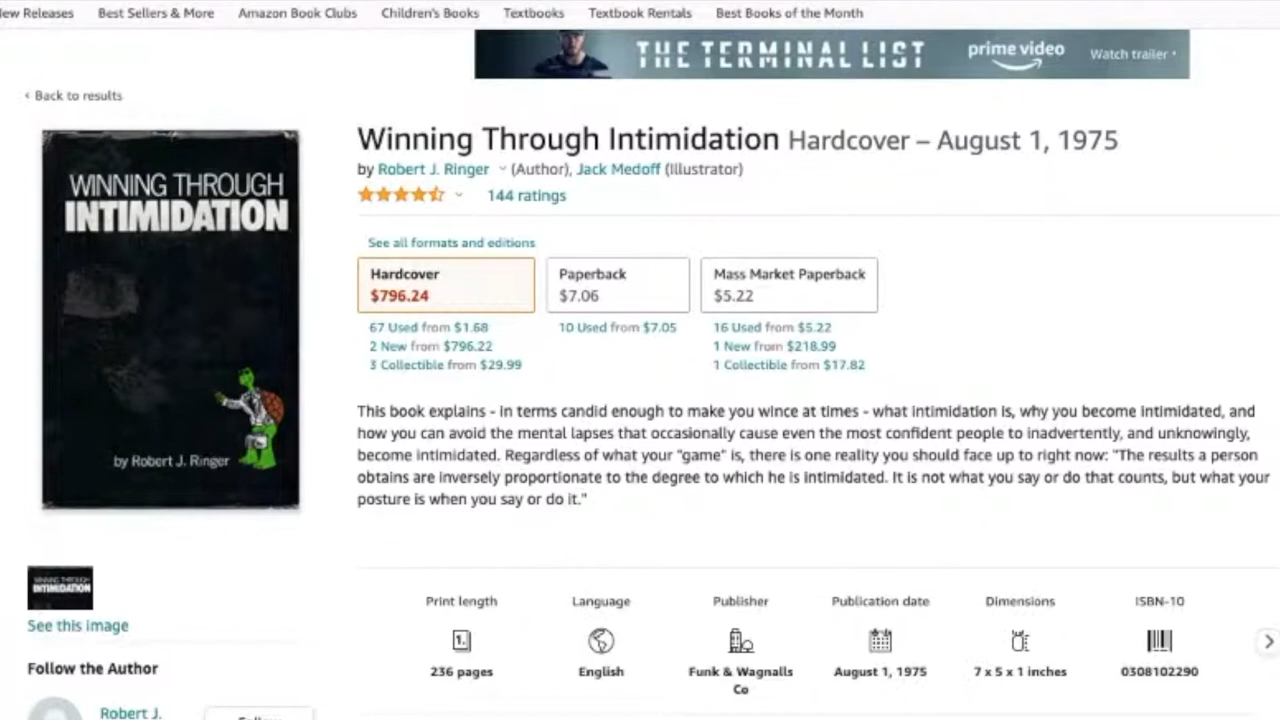 New Releases Best Sellers & More Amazon Book Clubs Children's Books Textbooks Textbook Rentals Best Books of the Month
THE TERMINAL LIST prime video Watch trailer
‹ Back to results
WINNING THROUGH
INTIMIDATION
by Robert J. Ringer
Winning Through Intimidation Hardcover – August 1, 1975
by Robert J. Ringer (Author), Jack Medoff (Illustrator)
144 ratings
See all formats and editions
Hardcover
$796.24
67 Used from $1.68
2 New from $796.22
3 Collectible from $29.99
Paperback
$7.06
10 Used from $7.05
Mass Market Paperback
$5.22
16 Used from $5.22
1 New from $218.99
1 Collectible from $17.82
This book explains - in terms candid enough to make you wince at times - what intimidation is, why you become intimidated, and
how you can avoid the mental lapses that occasionally cause even the most confident people to inadvertently, and unknowingly,
become intimidated. Regardless of what your "game" is, there is one reality you should face up to right now: "The results a person
obtains are inversely proportionate to the degree to which he is intimidated. It is not what you say or do that counts, but what your
posture is when you say or do it."
WINNING THROUGH
INTIMIDATION
See this image
Follow the Author
Robert J.
Follow
Print length
1.
236 pages
Language
English
Publisher
Funk & Wagnalls
Co
Publication date
August 1, 1975
Dimensions
7 x 5 x 1 inches
ISBN-10
0308102290